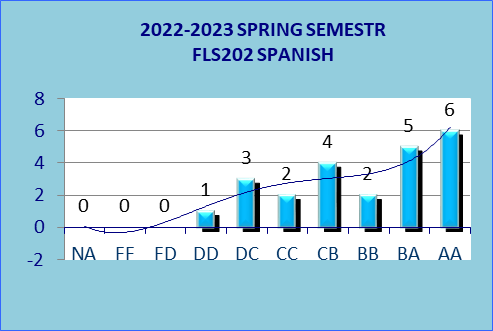 2022-2023 SPRING SEMESTR
FLS202 SPANISH
8
6
4
2
0
-2
0 0 0 1 3 2 4 2 5 6
NA FF FD DD DC CC CB BB BA AA